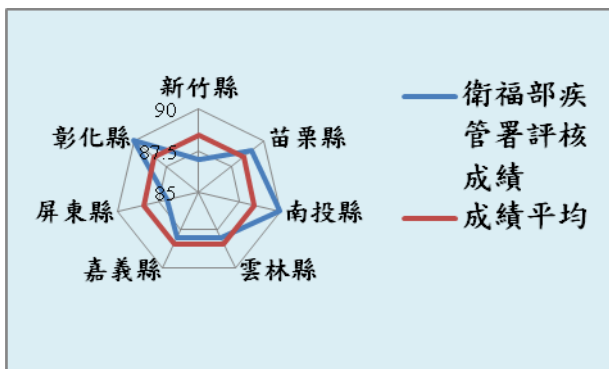 新竹縣
90
彰化縣
苗栗縣
87.5
85
屏東縣
南投縣
嘉義縣
雲林縣
衛福部疾
管署評核
成績
成績平均